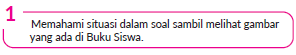 1
Memahami situasi dalam soal sambil melihat gambar
yang ada di Buku Siswa.